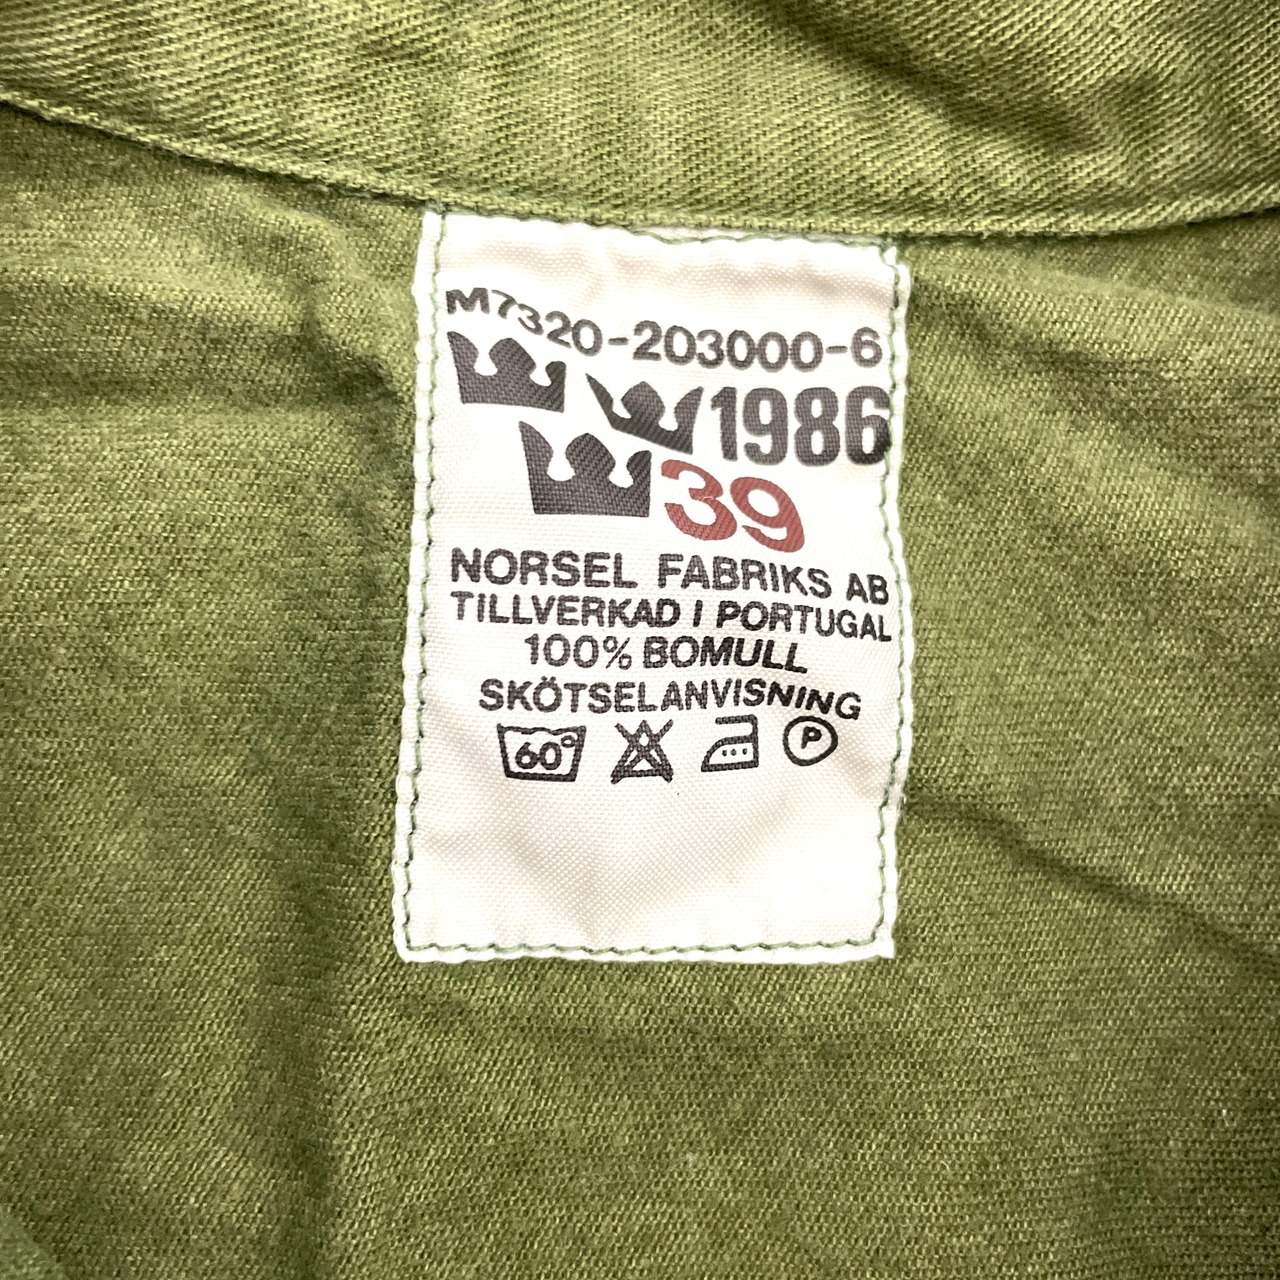 M7320-203000-6
1986
39
NORSEL FABRIKS AB
TILLVERKAD I PORTUGAL
100% BOMULL
SKÖTSELANVISNING
60° P